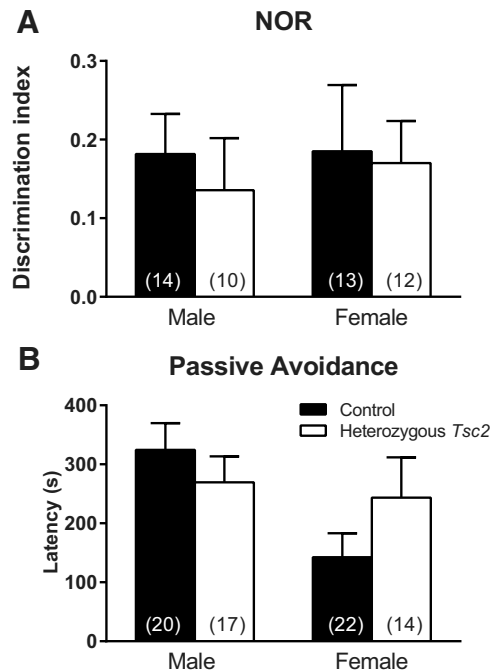 A
NOR
0.3
0.2
0.1
0.0
Discrimination index
(14) (10) (13) (12)
Male Female
B
Passive Avoidance
400
300
200
100
0
Latency (s)
Control
Heterozygous Tsc2
(20) (17) (22) (14)
Male Female